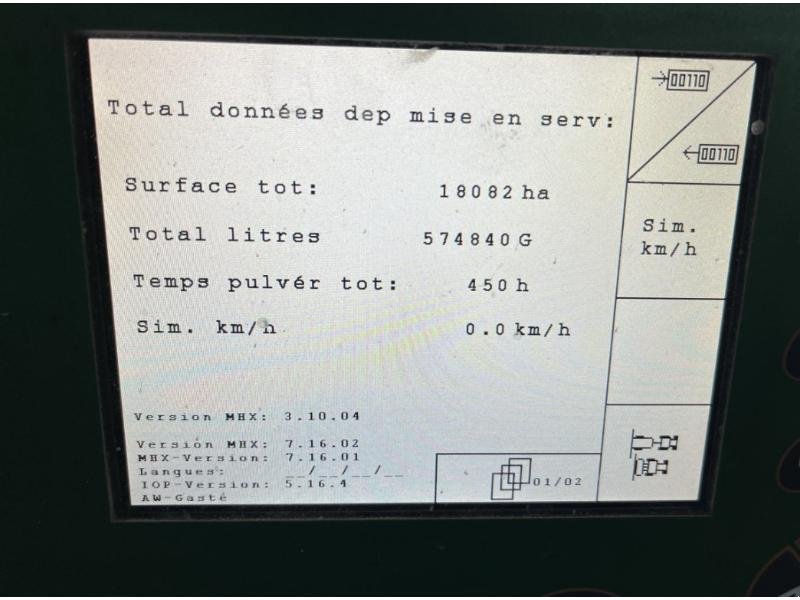 Total données dep mise en serv:
Surface tot: 18082 ha
Total litres 574840 G
Temps pulvér tot: 450 h
Sim. km/h 0.0 km/h
Version MHX: 3.10.04
Versión MHX: 7.16.02
MHX-Version: 7.16.01
Langues: __/__/__/__
IOP-Version: 5.16.4
AW-Gasté
01/02
00110
00110
Sim.
km/h